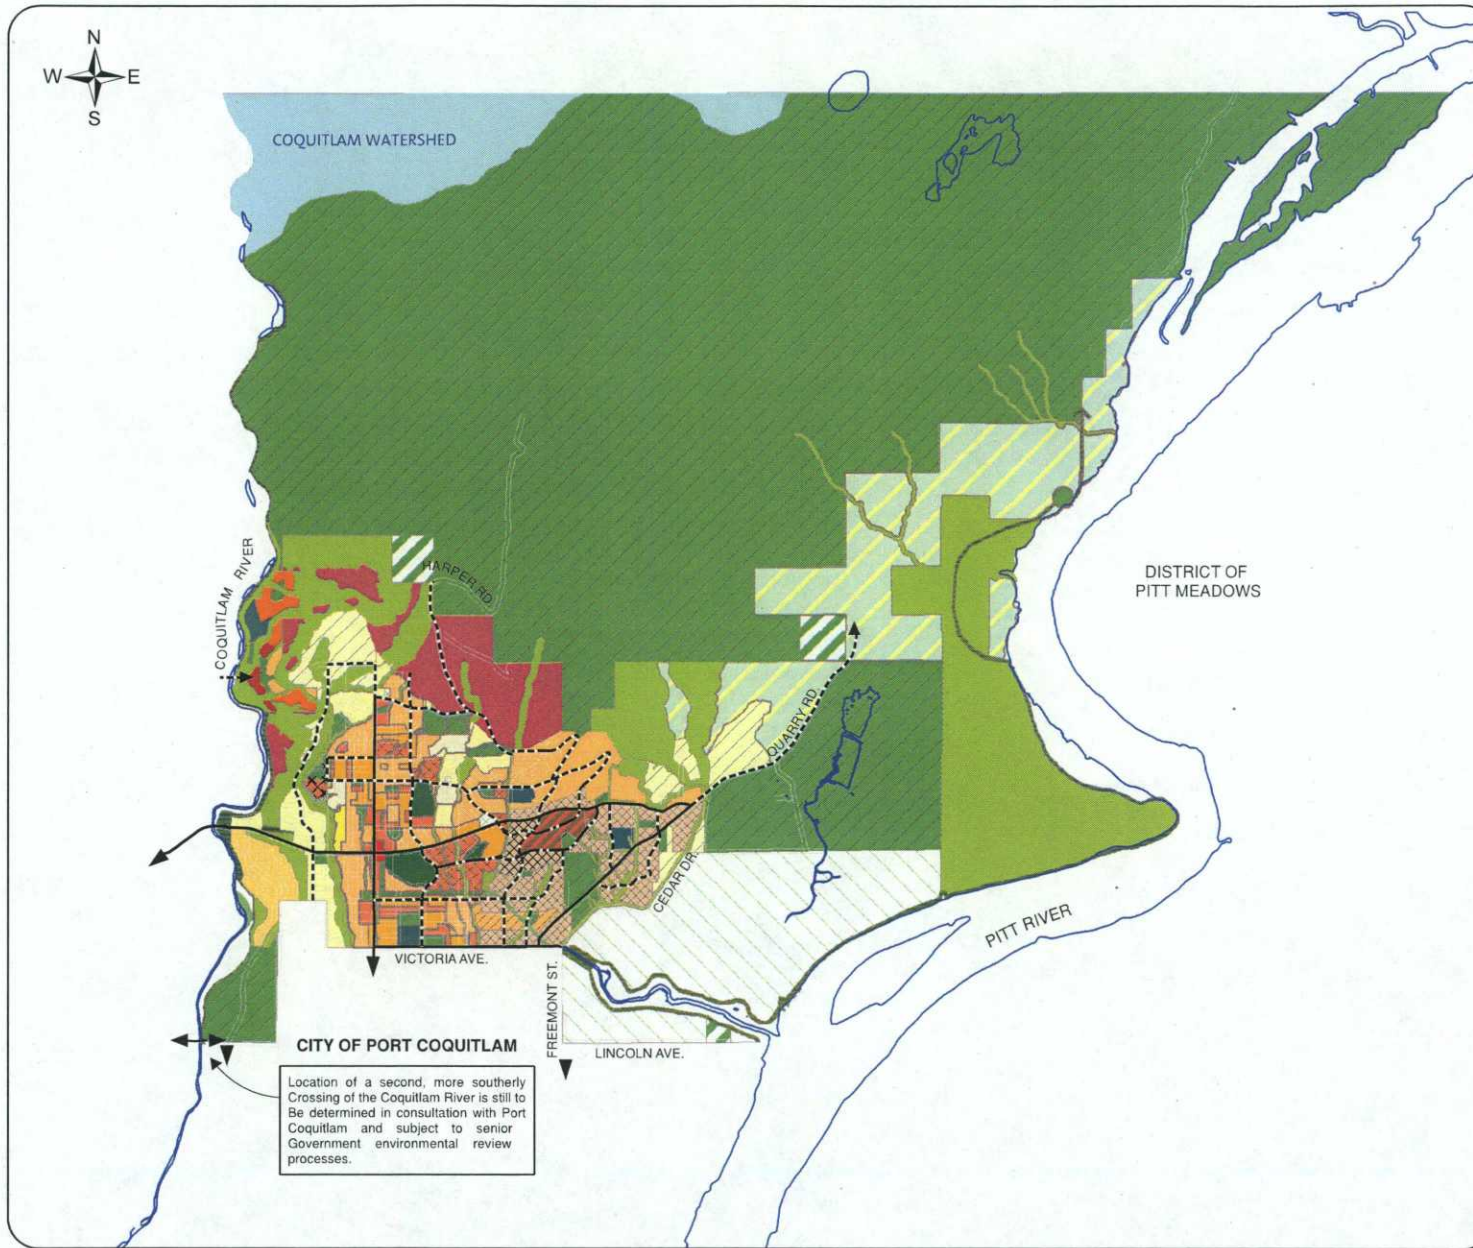 N
W E
S
COQUITLAM WATERSHED
COQUITLAM RIVER
HARPER RD.
DISTRICT OF
PITT MEADOWS
QUARRY RD.
CEDAR DR.
PITT RIVER
VICTORIA AVE.
FREEMONT ST.
LINCOLN AVE.
CITY OF PORT COQUITLAM
Location of a second, more southerly
Crossing of the Coquitlam River is still to
Be determined in consultation with Port
Coquitlam and subject to senior
Government environmental review
processes.